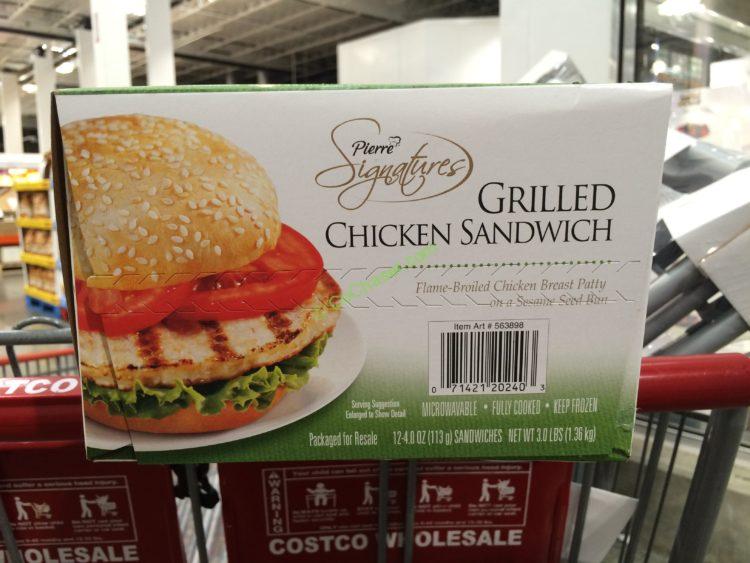 Pierre
Signatures
GRILLED
CHICKEN SANDWICH
Flame-Broiled Chicken Breast Patty
on a Sesame Seed Bun
Item Art # 563898
0 71421 20240 3
Serving Suggestion
Enlarged to Show Detail
MICROWAVABLE • FULLY COOKED • KEEP FROZEN
Packaged for Resale
12-4.0 OZ (113 g) SANDWICHES NET WT 3.0 LBS (1.36 kg)
TCO
WARNING
COSTCO WHOLESALE
HOLESALE